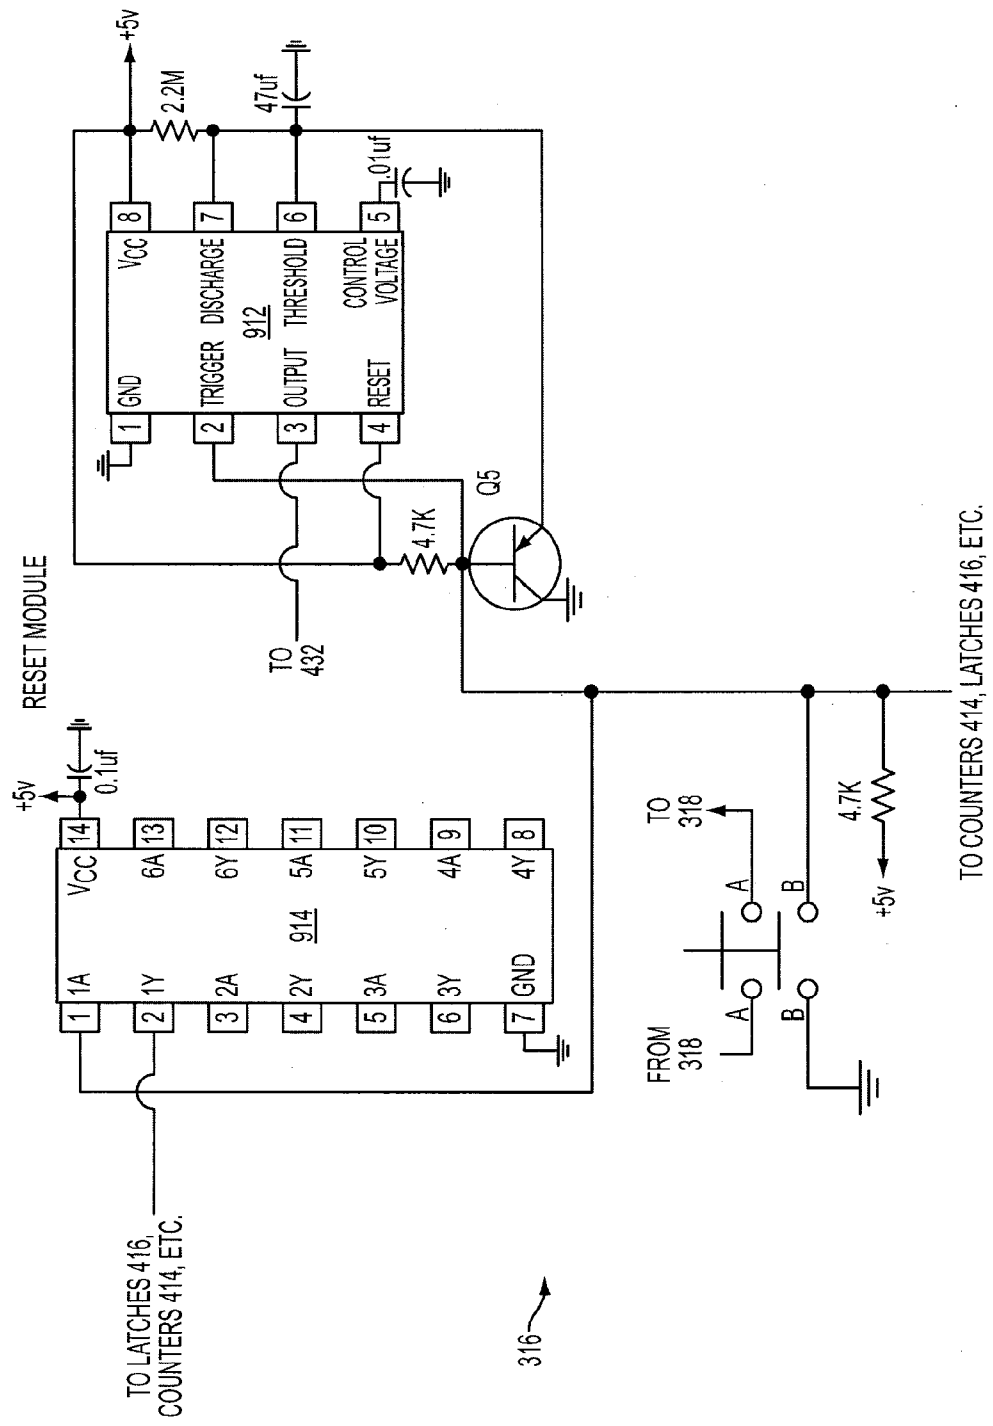 RESET MODULE
+5v
2.2M
47uf
.01uf
8
7
6
5
VCC
DISCHARGE
THRESHOLD
CONTROL
VOLTAGE
912
GND
TRIGGER
OUTPUT
RESET
1
2
3
4
Q5
4.7K
TO
432
+5v
0.1uf
14
13
12
11
10
9
8
VCC
6A
6Y
5A
5Y
4A
4Y
914
1A
1Y
2A
2Y
3A
3Y
GND
1
2
3
4
5
6
7
TO LATCHES 416,
COUNTERS 414, ETC.
TO
318
A
B
FROM
318
A
B
4.7K
+5v
TO COUNTERS 414, LATCHES 416, ETC.
316